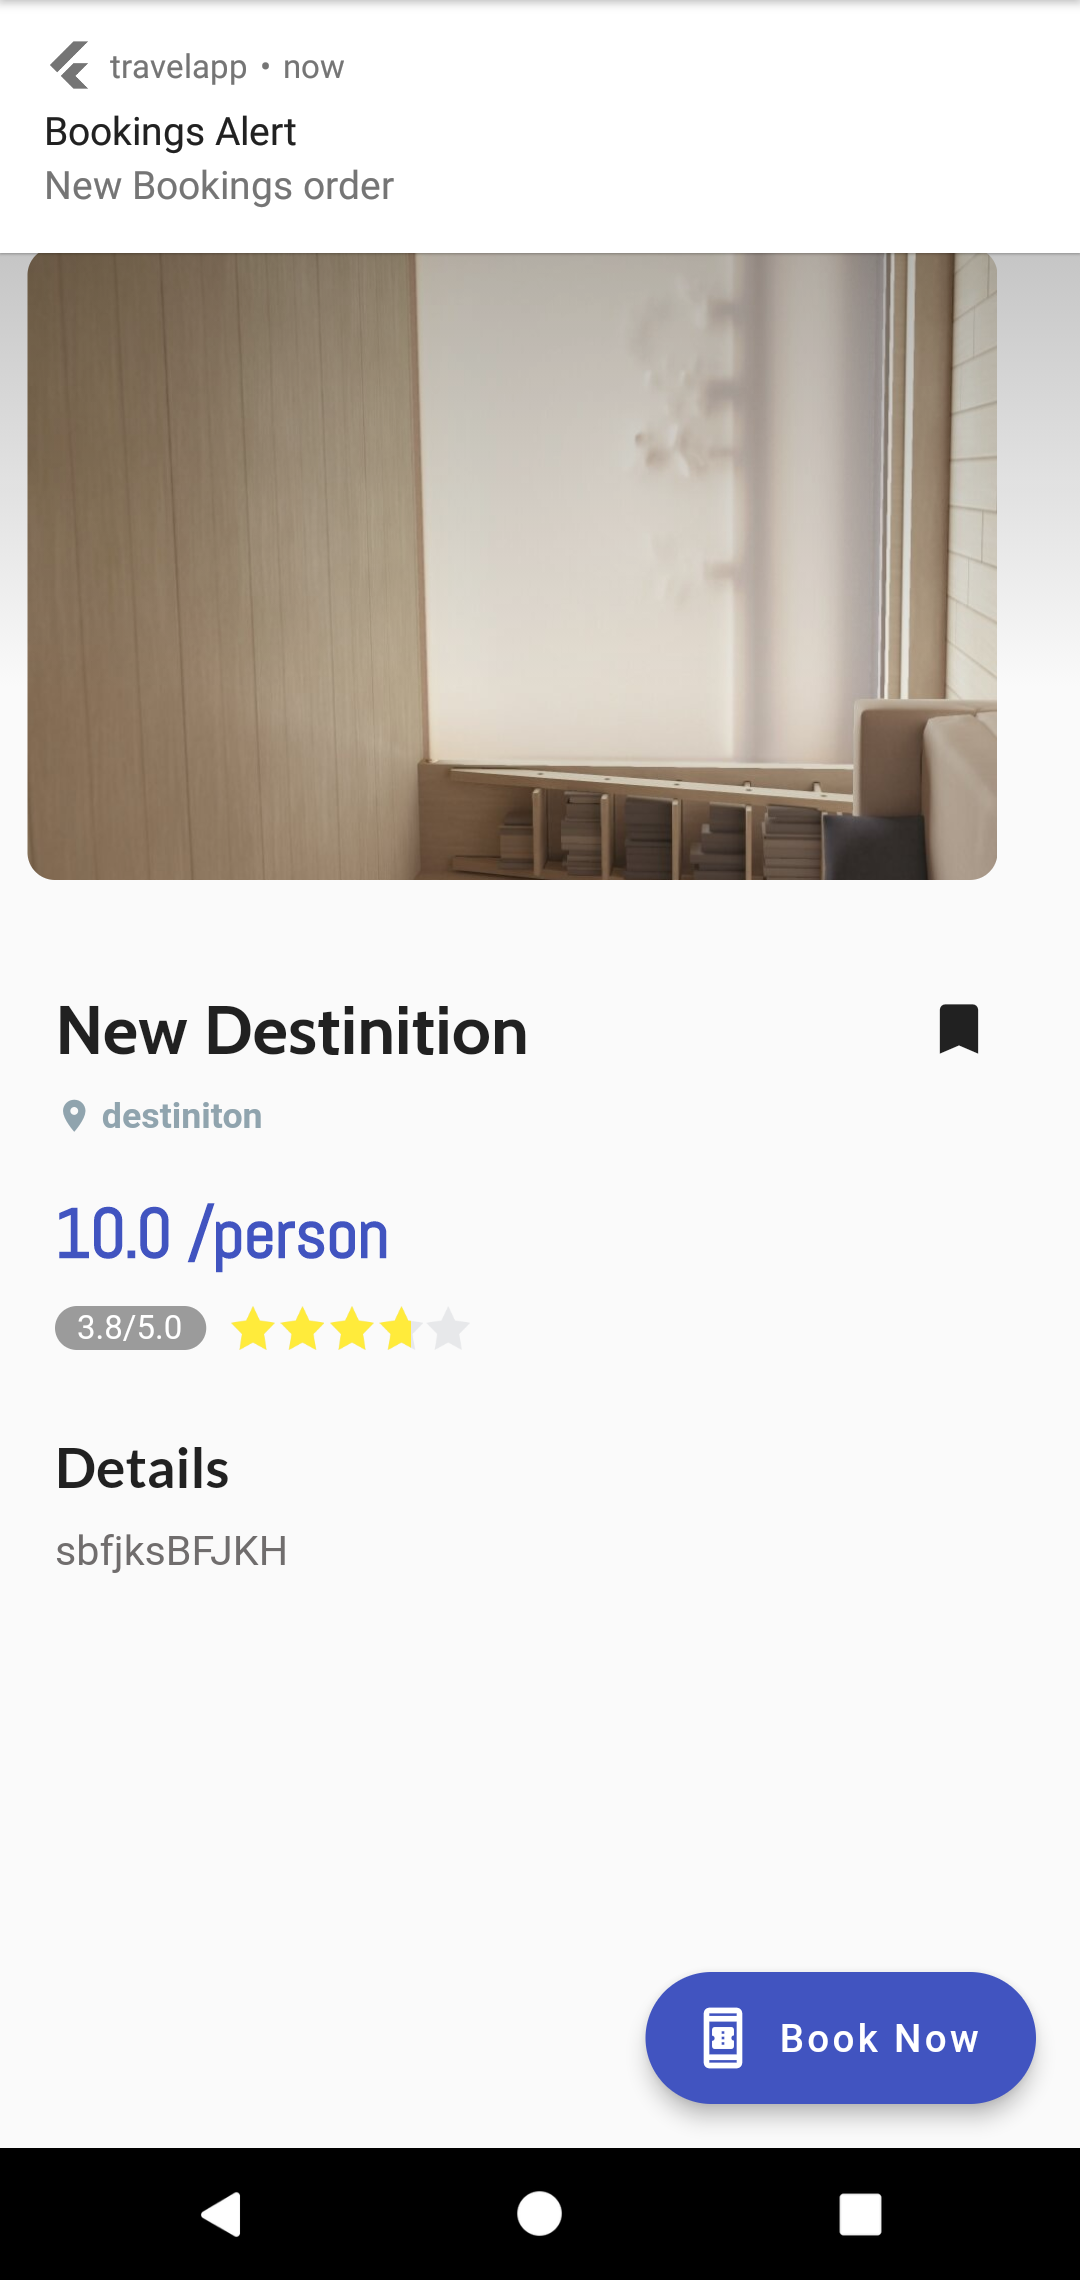 travelapp • now
Bookings Alert
New Bookings order
New Destinition
destiniton
10.0 /person
3.8/5.0
Details
sbfjksBFJKH
Book Now